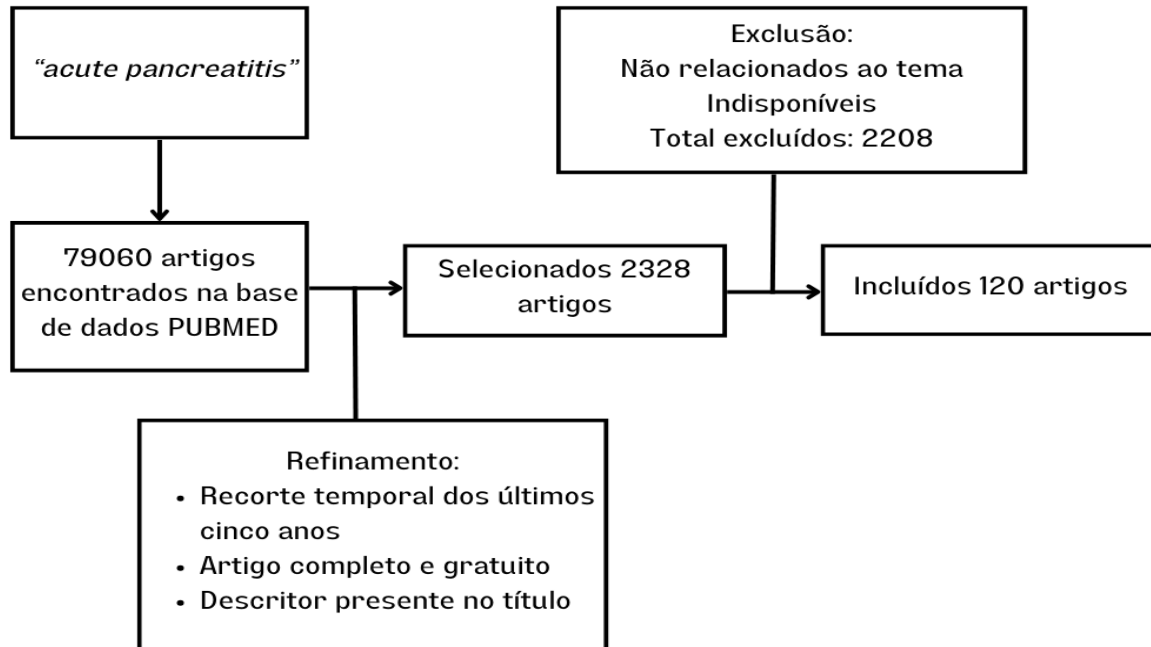 “acute pancreatitis”
Exclusão:
Não relacionados ao tema
Indisponíveis
Total excluídos: 2208
79060 artigos
encontrados na base
de dados PUBMED
Selecionados 2328
artigos
Incluídos 120 artigos
Refinamento:
• Recorte temporal dos últimos
cinco anos
• Artigo completo e gratuito
• Descritor presente no título